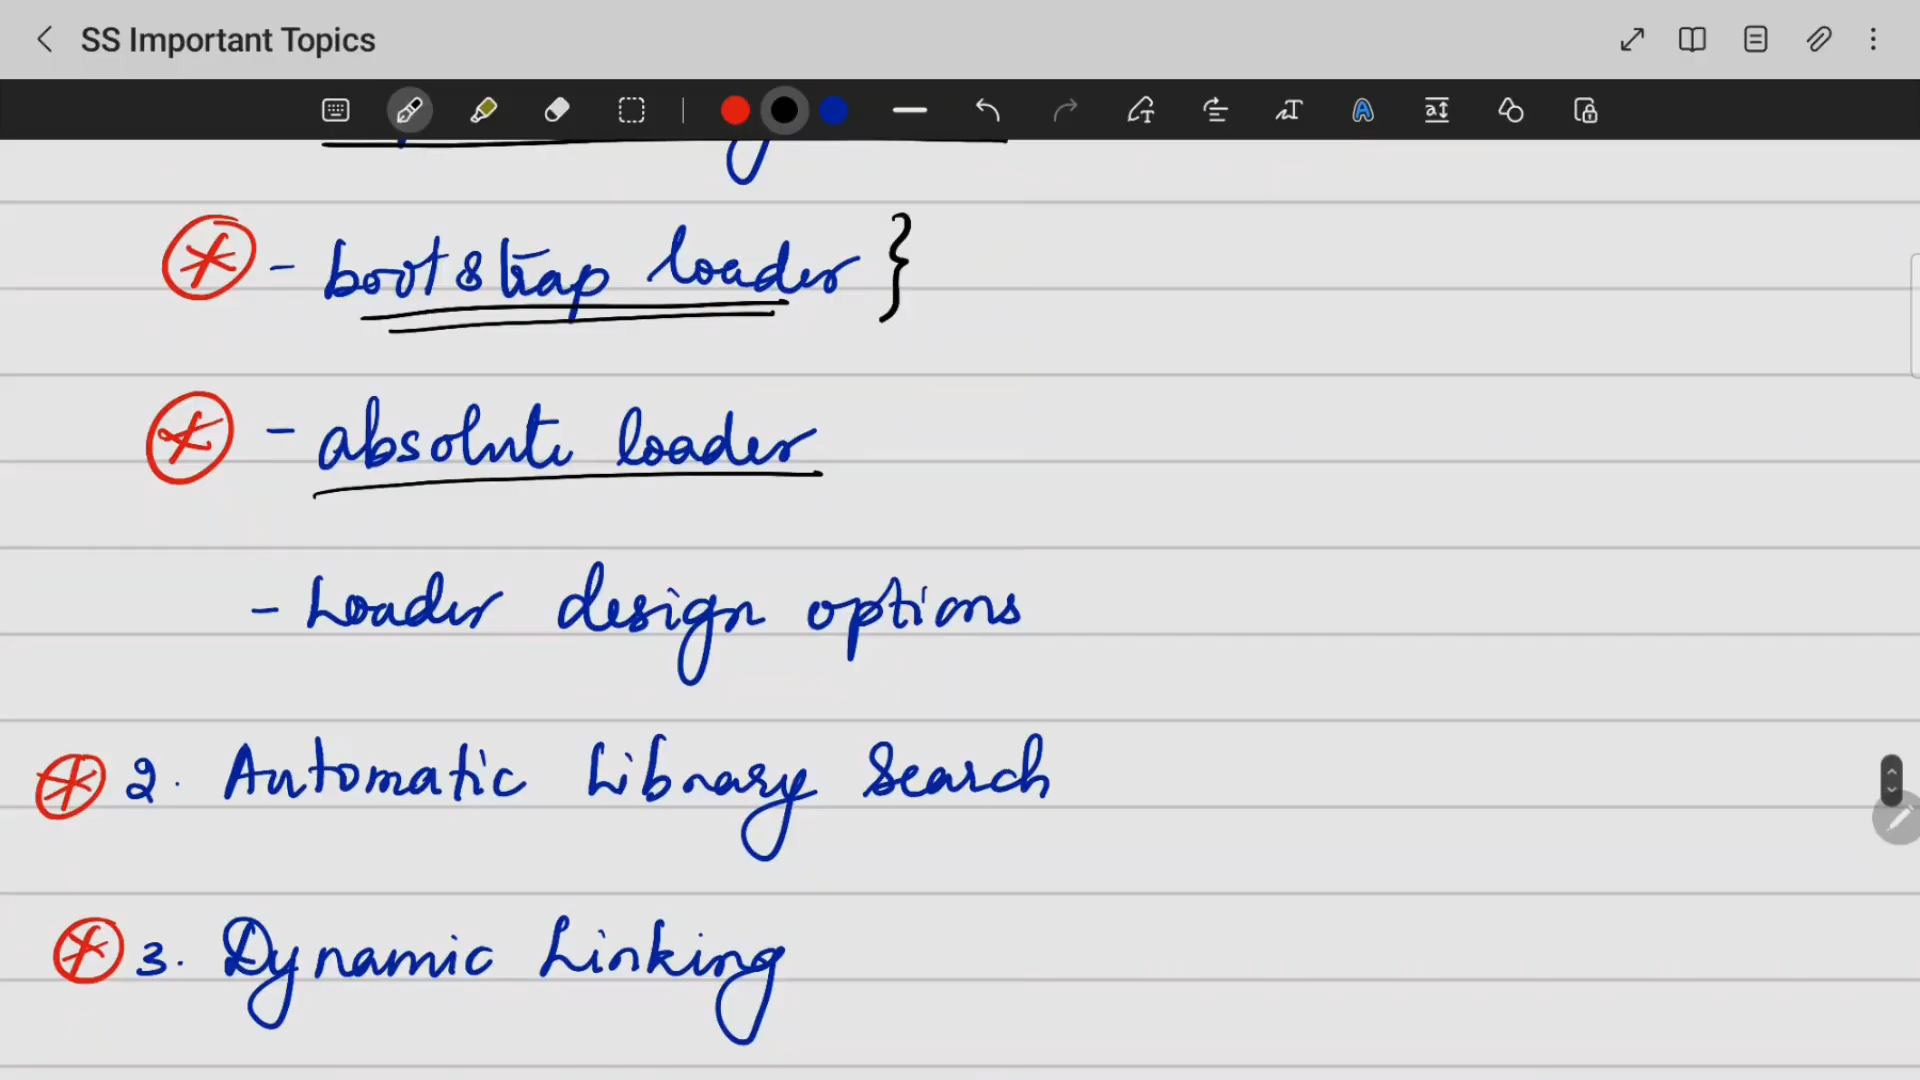 SS Important Topics
- bootstrap loader }
- absolute loader
- Loader design options
2. Automatic Library Search
3. Dynamic Linking